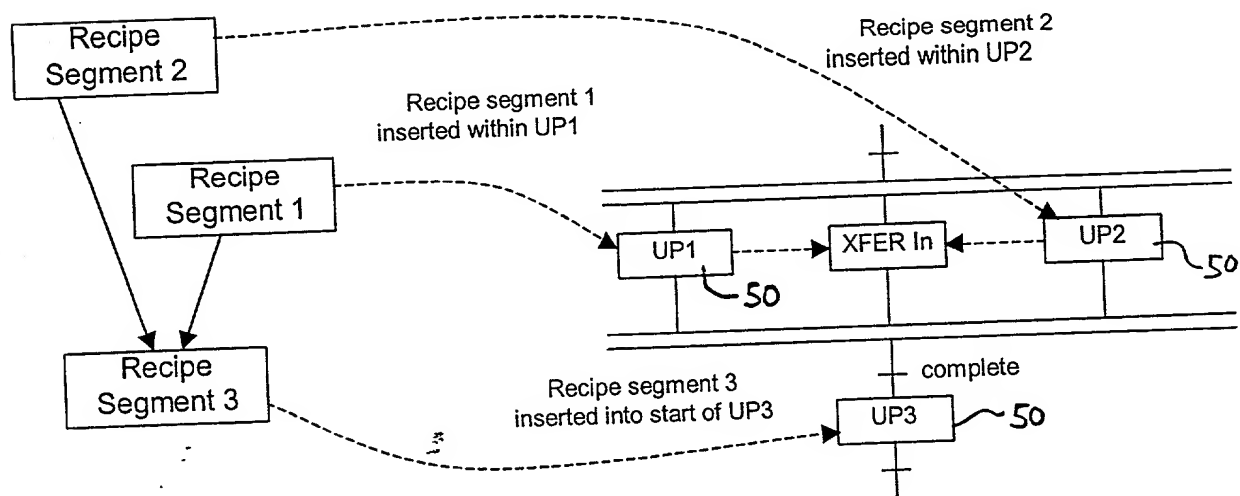 Recipe
Segment 2
Recipe segment 2
inserted within UP2
Recipe segment 1
inserted within UP1
Recipe
Segment 1
UP1
XFER In
UP2
50
50
Recipe
Segment 3
Recipe segment 3
inserted into start of UP3
complete
UP3
50